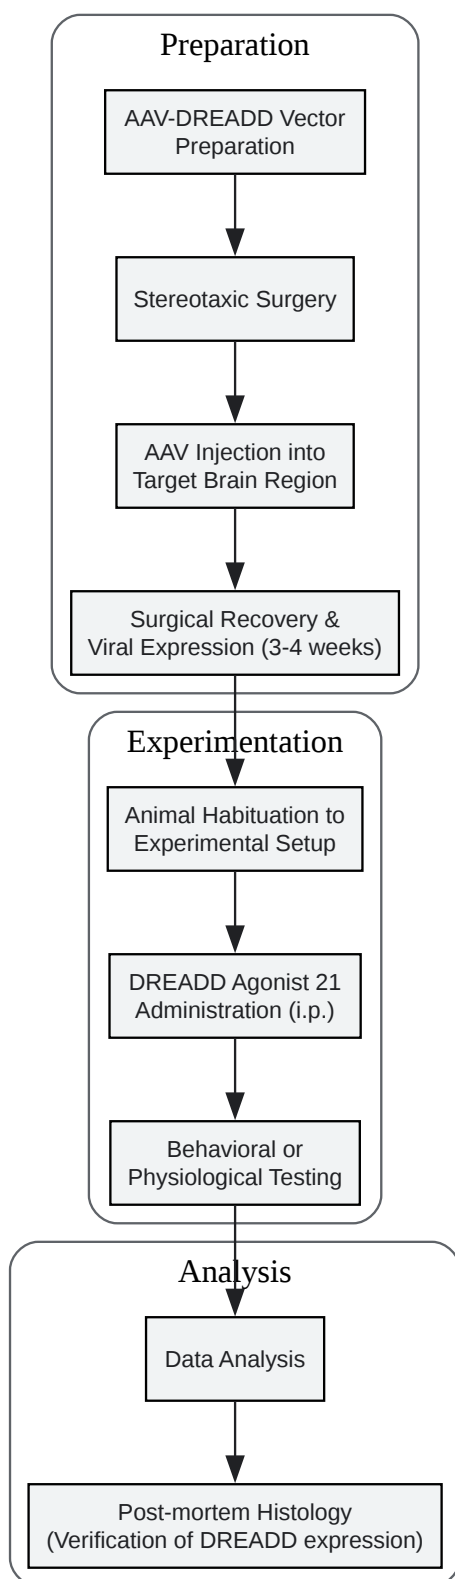 Preparation
AAV-DREADD Vector
Preparation
Stereotaxic Surgery
AAV Injection into
Target Brain Region
Surgical Recovery &
Viral Expression (3-4 weeks)
Experimentation
Animal Habituation to
Experimental Setup
DREADD Agonist 21
Administration (i.p.)
Behavioral or
Physiological Testing
Analysis
Data Analysis
Post-mortem Histology
(Verification of DREADD expression)